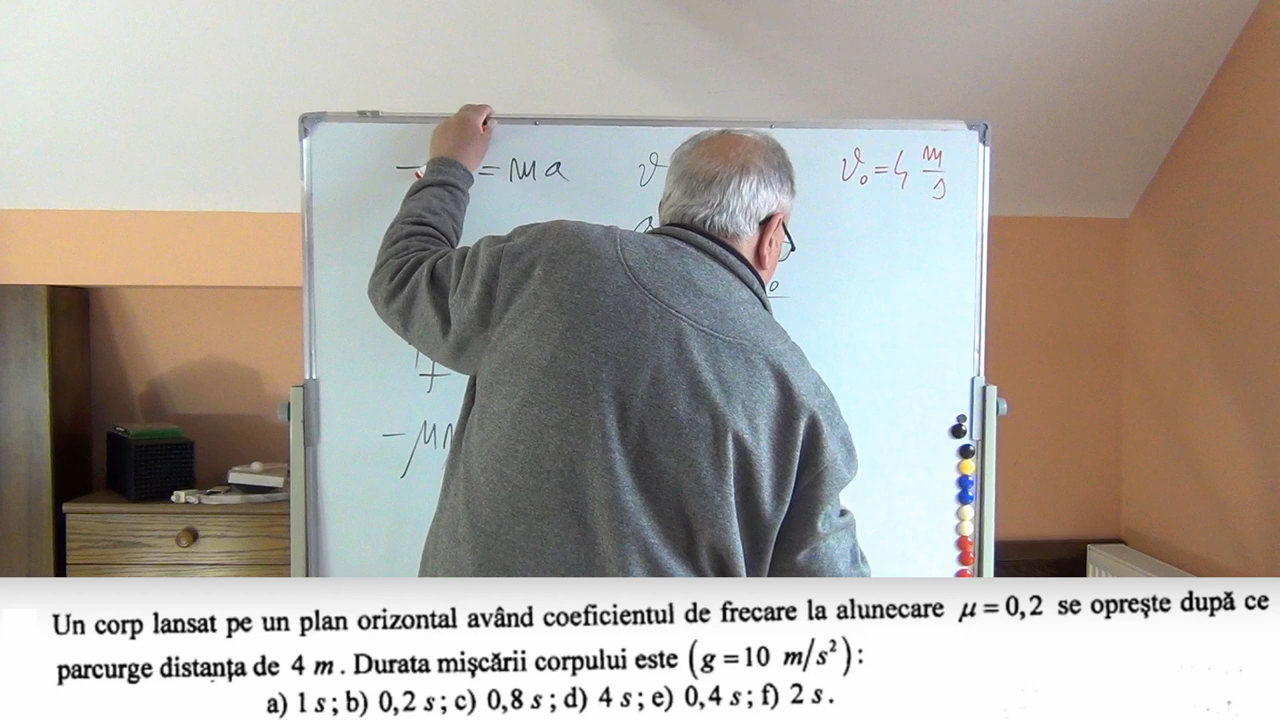 = ma
v₀ = 4 m/s
Un corp lansat pe un plan orizontal având coeficientul de frecare la alunecare μ = 0,2 se oprește după ce
parcurge distanța de 4 m. Durata mișcării corpului este (g = 10 m/s²):
a) 1 s; b) 0,2 s; c) 0,8 s; d) 4 s; e) 0,4 s; f) 2 s.